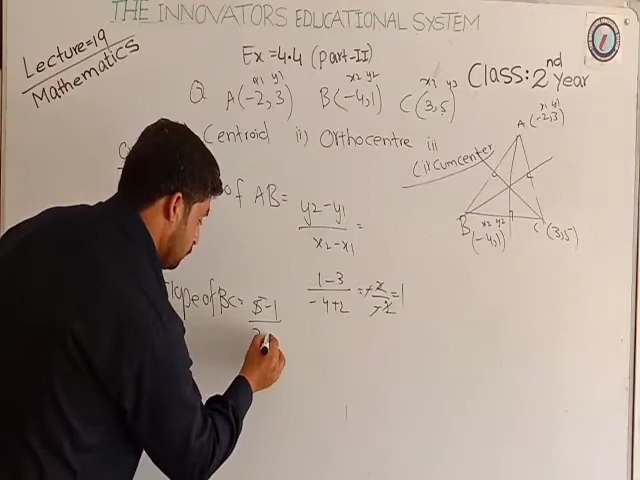 THE INNOVATORS EDUCATIONAL SYSTEM
Lecture=19
Mathematics
Ex =4.4 (part-II)
Class: 2nd year
x1 y1 x2 y2 x3 y3
Q A(-2,3) B(-4,1) C(3,5)
Centroid ii) Orthocentre iii
Circumcenter
x1 y1
A (-2,3)
B x2 y2 C (3,5)
(-4,1)
of AB= y2-y1 =
x2-x1
1-3 = -2 =1
-4+2 -2
Slope of BC= 5-1
3